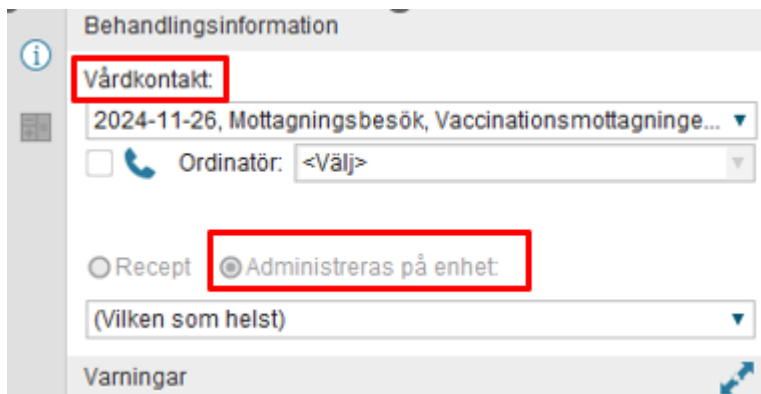 Behandlingsinformation
Vårdkontakt:
2024-11-26, Mottagningsbesök, Vaccinationsmottagninge...
Ordinatör: <Välj>
Recept Administreras på enhet:
(Vilken som helst)
Varningar